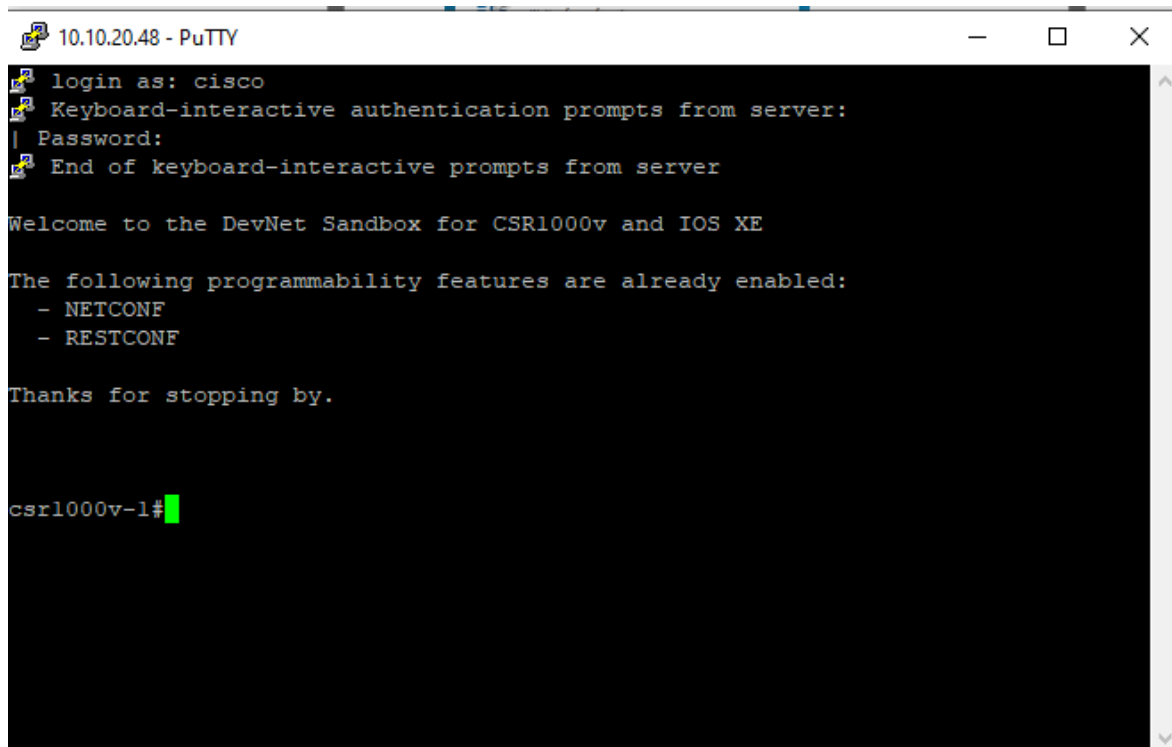 10.10.20.48 - PuTTY
login as: cisco
Keyboard-interactive authentication prompts from server:
| Password:
End of keyboard-interactive prompts from server
Welcome to the DevNet Sandbox for CSR1000v and IOS XE
The following programmability features are already enabled:
- NETCONF
- RESTCONF
Thanks for stopping by.
csr1000v-1#